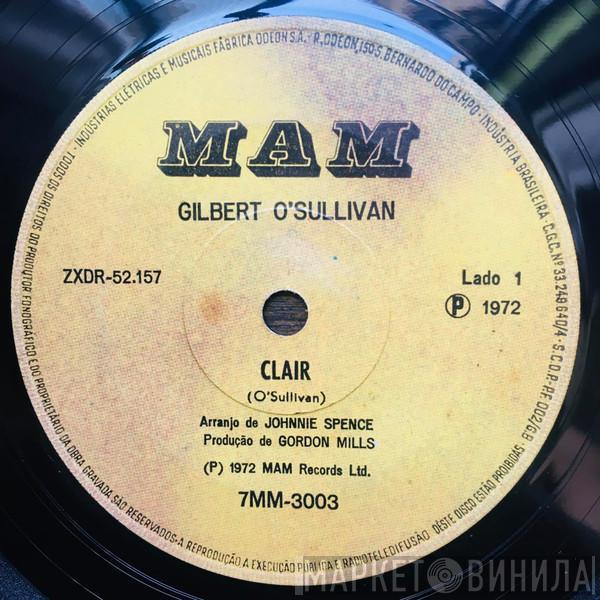 TODOS OS DIREITOS DO PRODUTOR FONOGRÁFICO E DO PROPRIETÁRIO DA OBRA GRAVADA SÃO RESERVADOS-A REPRODUÇÃO A EXECUÇÃO PÚBLICA E RADIOTELEDIFUSÃO DÊSTE DISCO ESTÃO PROIBIDAS·
INDÚSTRIAS ELÉTRICAS E MUSICAIS FÁBRICA ODEON S.A.-R.ODEON,150-S.BERNARDO DO CAMPO-INDÚSTRIA BRASILEIRA-C.G.C. Nº 33.249.640/4-S.C.D.P.-P.F. 002/G.B.
MAM
GILBERT O'SULLIVAN
ZXDR-52.157
Lado 1
Ⓟ 1972
CLAIR
(O'Sullivan)
Arranjo de JOHNNIE SPENCE
Produção de GORDON MILLS
(P) 1972 MAM Records Ltd.
7MM-3003
МАРКЕТ ВИНИЛА